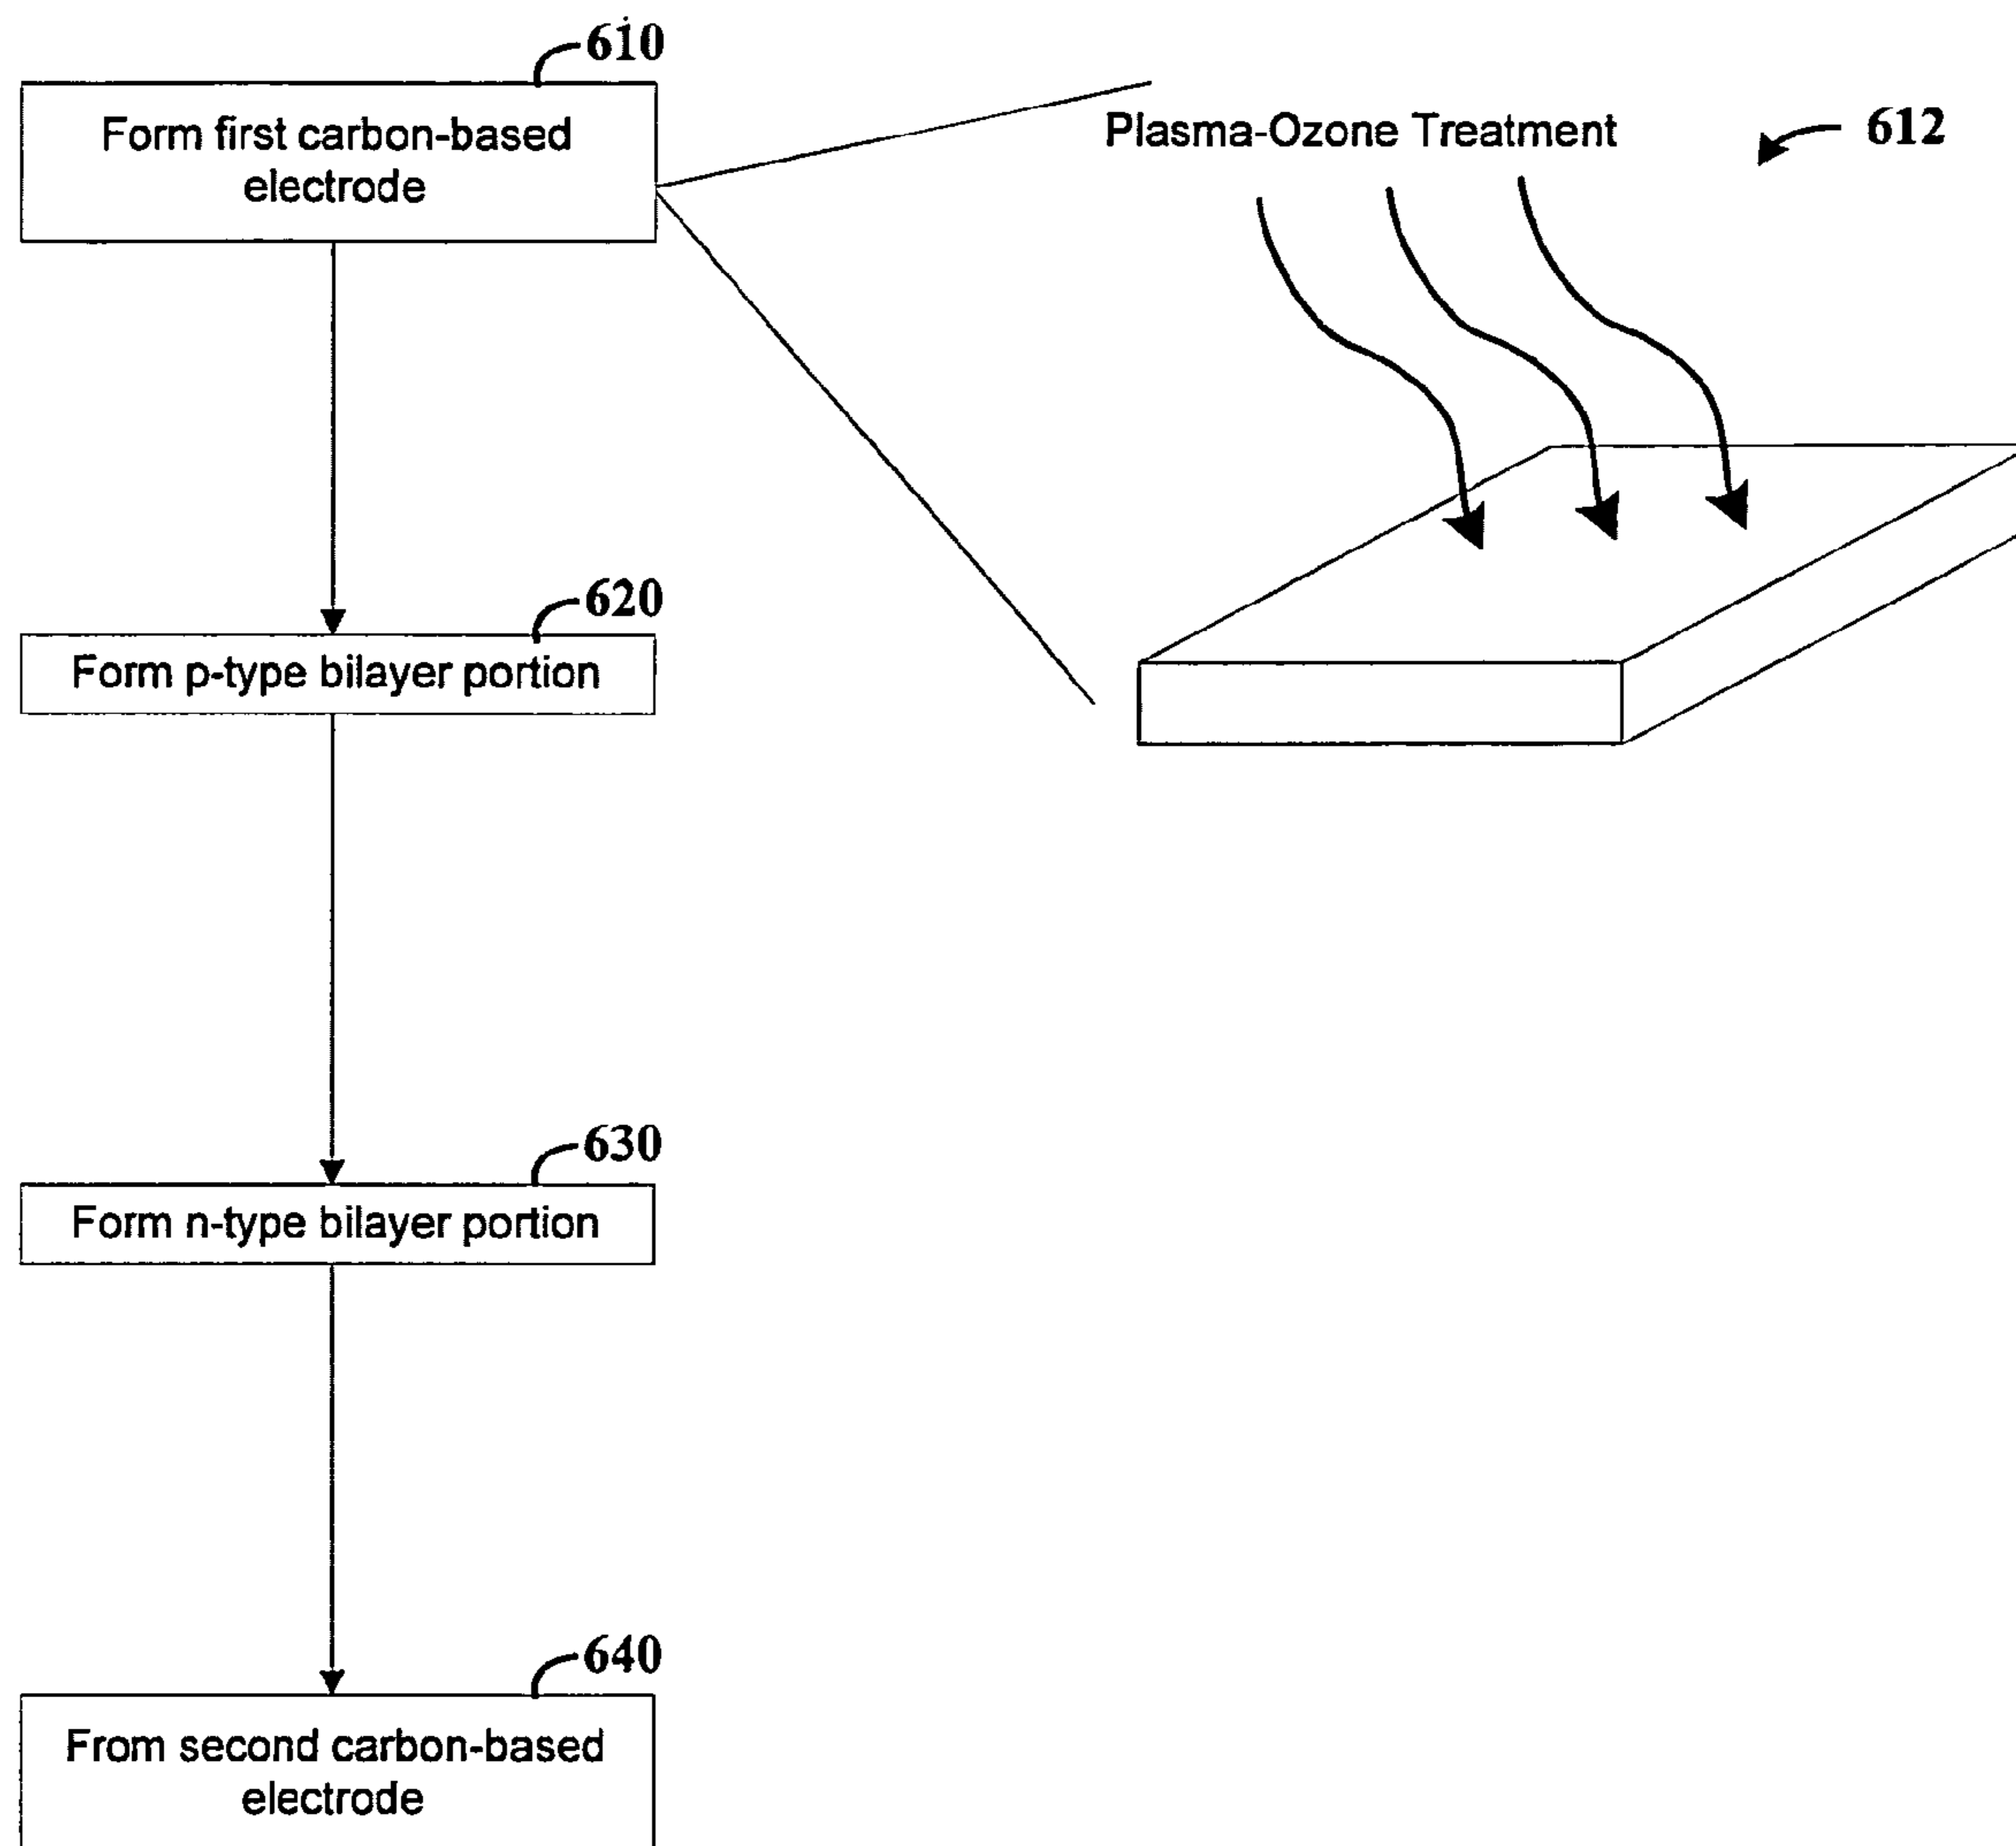 610
Form first carbon-based
electrode
Plasma-Ozone Treatment
612
620
Form p-type bilayer portion
630
Form n-type bilayer portion
640
From second carbon-based
electrode